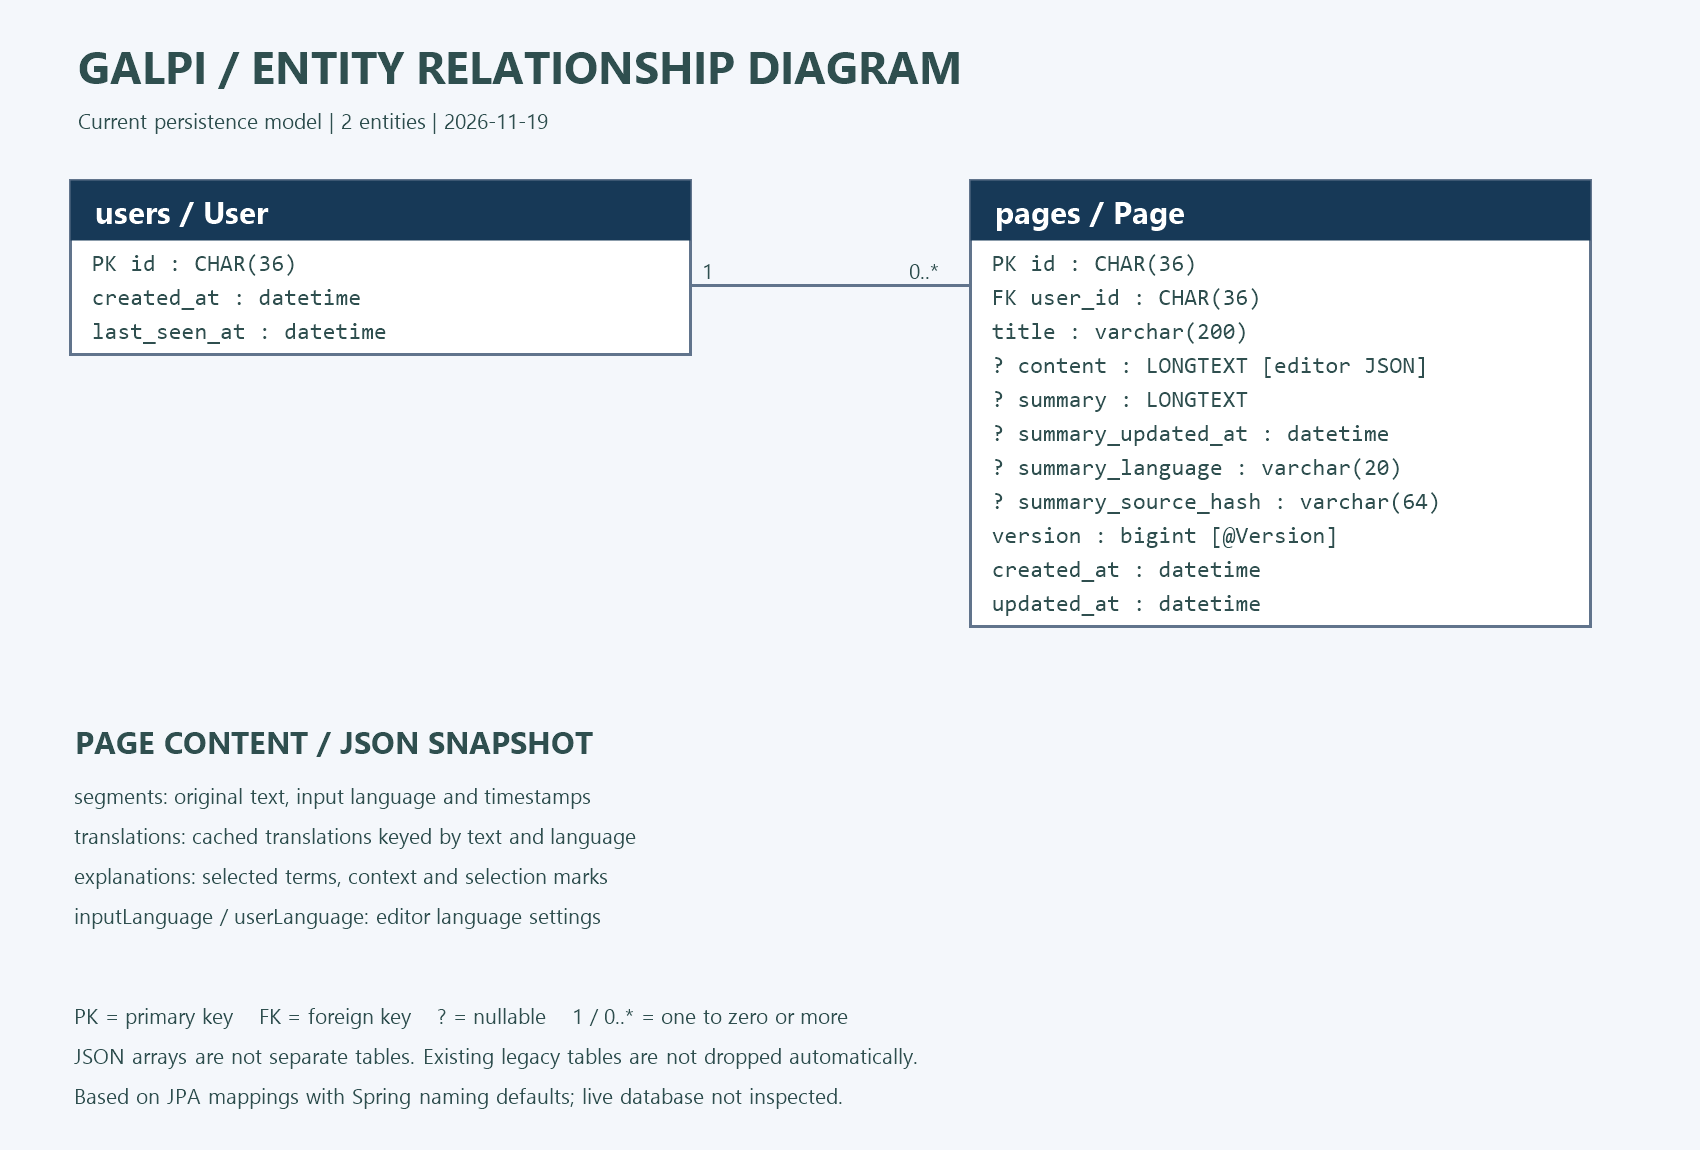 GALPI / ENTITY RELATIONSHIP DIAGRAM
Current persistence model | 2 entities | 2026-11-19
users / User
PK id : CHAR(36)
created_at : datetime
last_seen_at : datetime
1
0..*
pages / Page
PK id : CHAR(36)
FK user_id : CHAR(36)
title : varchar(200)
? content : LONGTEXT [editor JSON]
? summary : LONGTEXT
? summary_updated_at : datetime
? summary_language : varchar(20)
? summary_source_hash : varchar(64)
version : bigint [@Version]
created_at : datetime
updated_at : datetime
PAGE CONTENT / JSON SNAPSHOT
segments: original text, input language and timestamps
translations: cached translations keyed by text and language
explanations: selected terms, context and selection marks
inputLanguage / userLanguage: editor language settings
PK = primary key FK = foreign key ? = nullable 1 / 0..* = one to zero or more
JSON arrays are not separate tables. Existing legacy tables are not dropped automatically.
Based on JPA mappings with Spring naming defaults; live database not inspected.